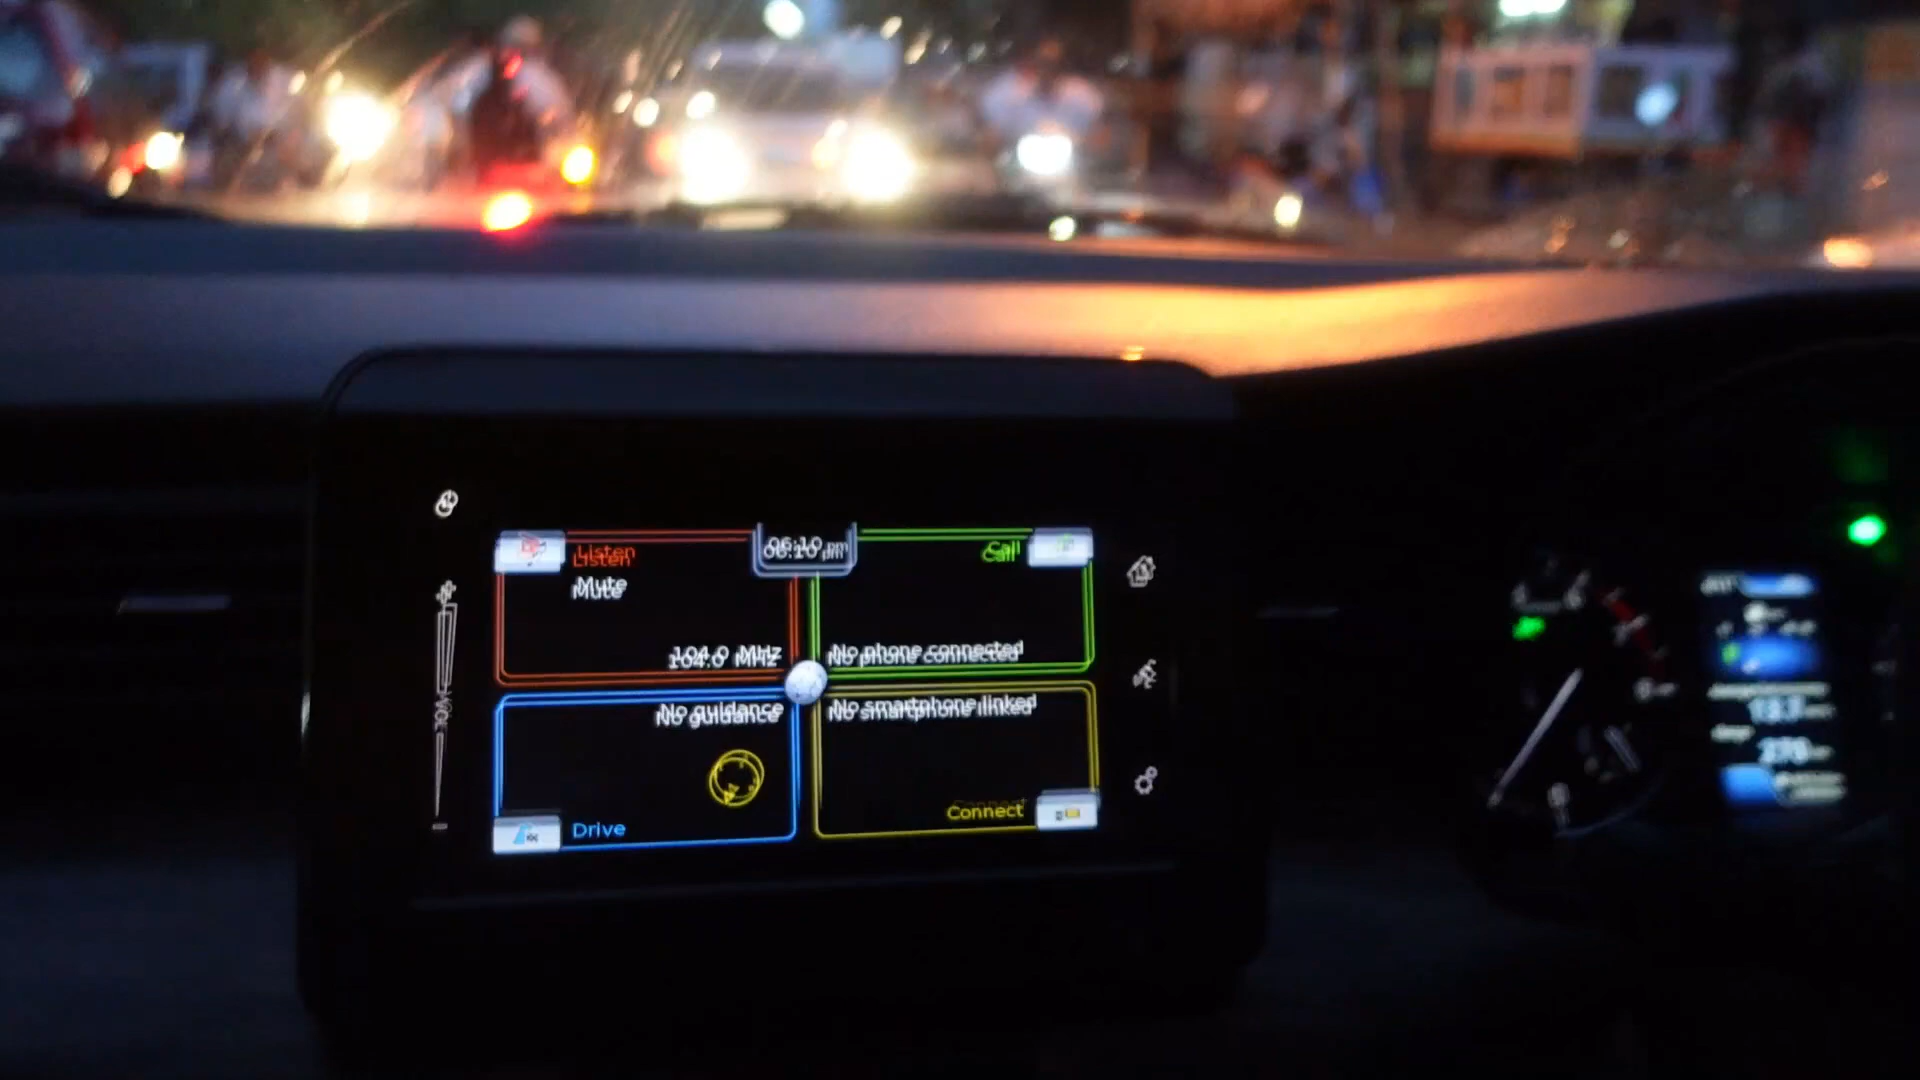 06:10 pm
Listen
Mute
104.0 MHz
Call
No phone connected
No guidance
Drive
No smartphone linked
Connect
VOL